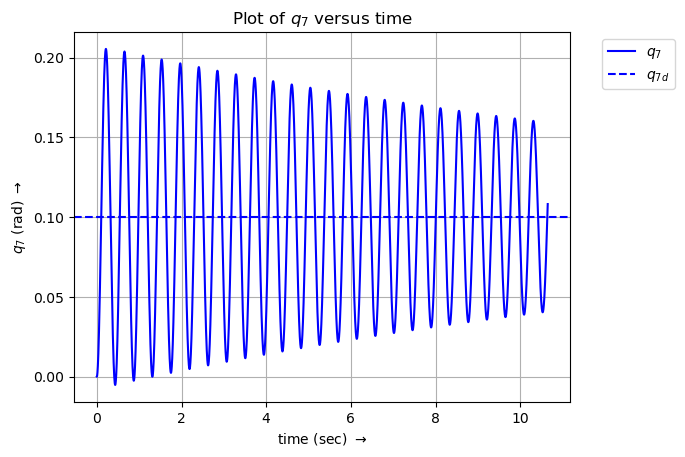 Plot of q7 versus time
q7
q7d
0.20
0.15
0.10
0.05
0.00
q7 (rad) →
0 2 4 6 8 10
time (sec) →